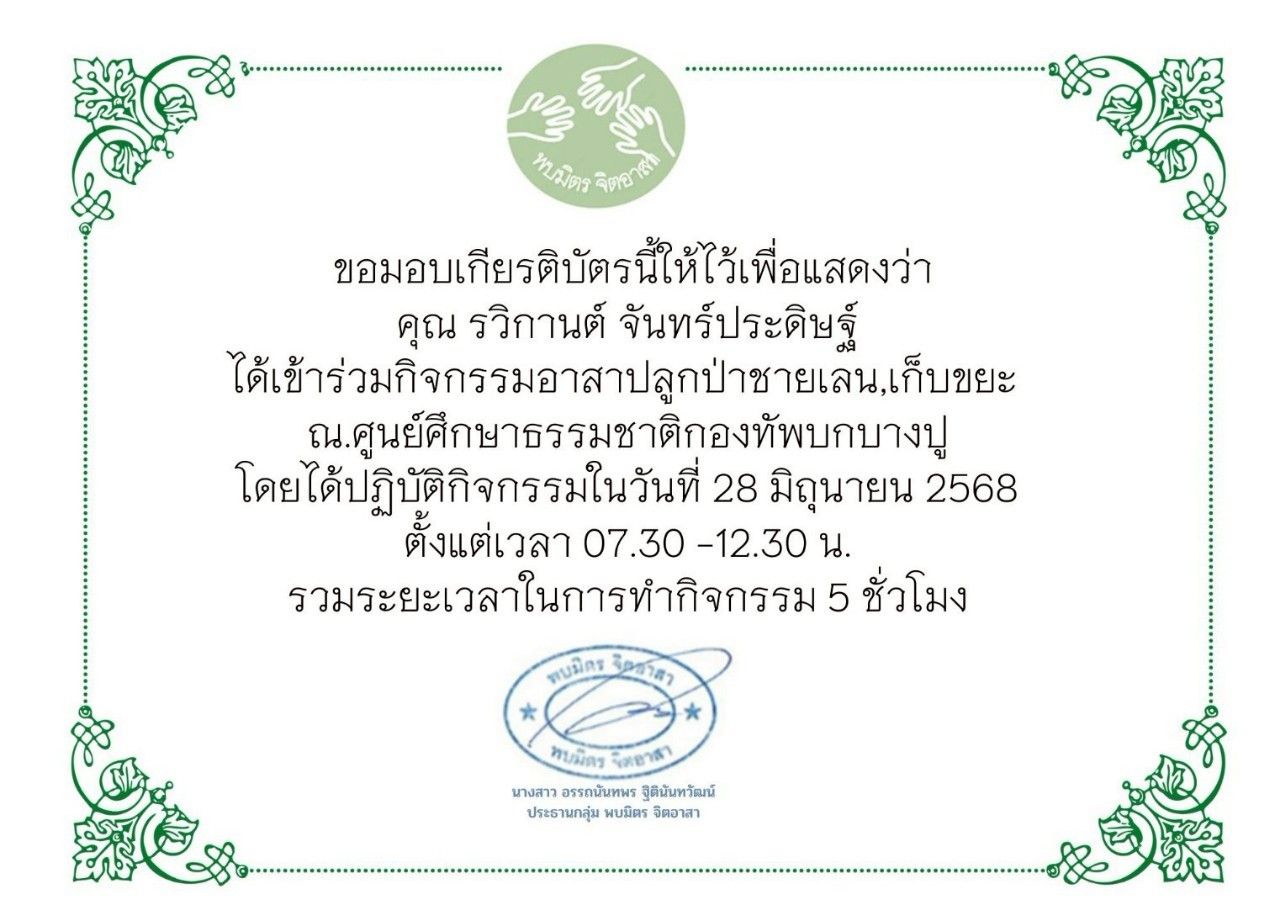 พบมิตร จิตอาสา
ขอมอบเกียรติบัตรนี้ให้ไว้เพื่อแสดงว่า
คุณ รวิกานต์ จันทร์ประดิษฐ์
ได้เข้าร่วมกิจกรรมอาสาปลูกป่าชายเลน,เก็บขยะ
ณ.ศูนย์ศึกษาธรรมชาติกองทัพบกบางปู
โดยได้ปฏิบัติกิจกรรมในวันที่ 28 มิถุนายน 2568
ตั้งแต่เวลา 07.30 -12.30 น.
รวมระยะเวลาในการทำกิจกรรม 5 ชั่วโมง
พบมิตร จิตอาสา
พบมิตร จิตอาสา
นางสาว อรรถนันทพร ฐิตินันทวัฒน์
ประธานกลุ่ม พบมิตร จิตอาสา